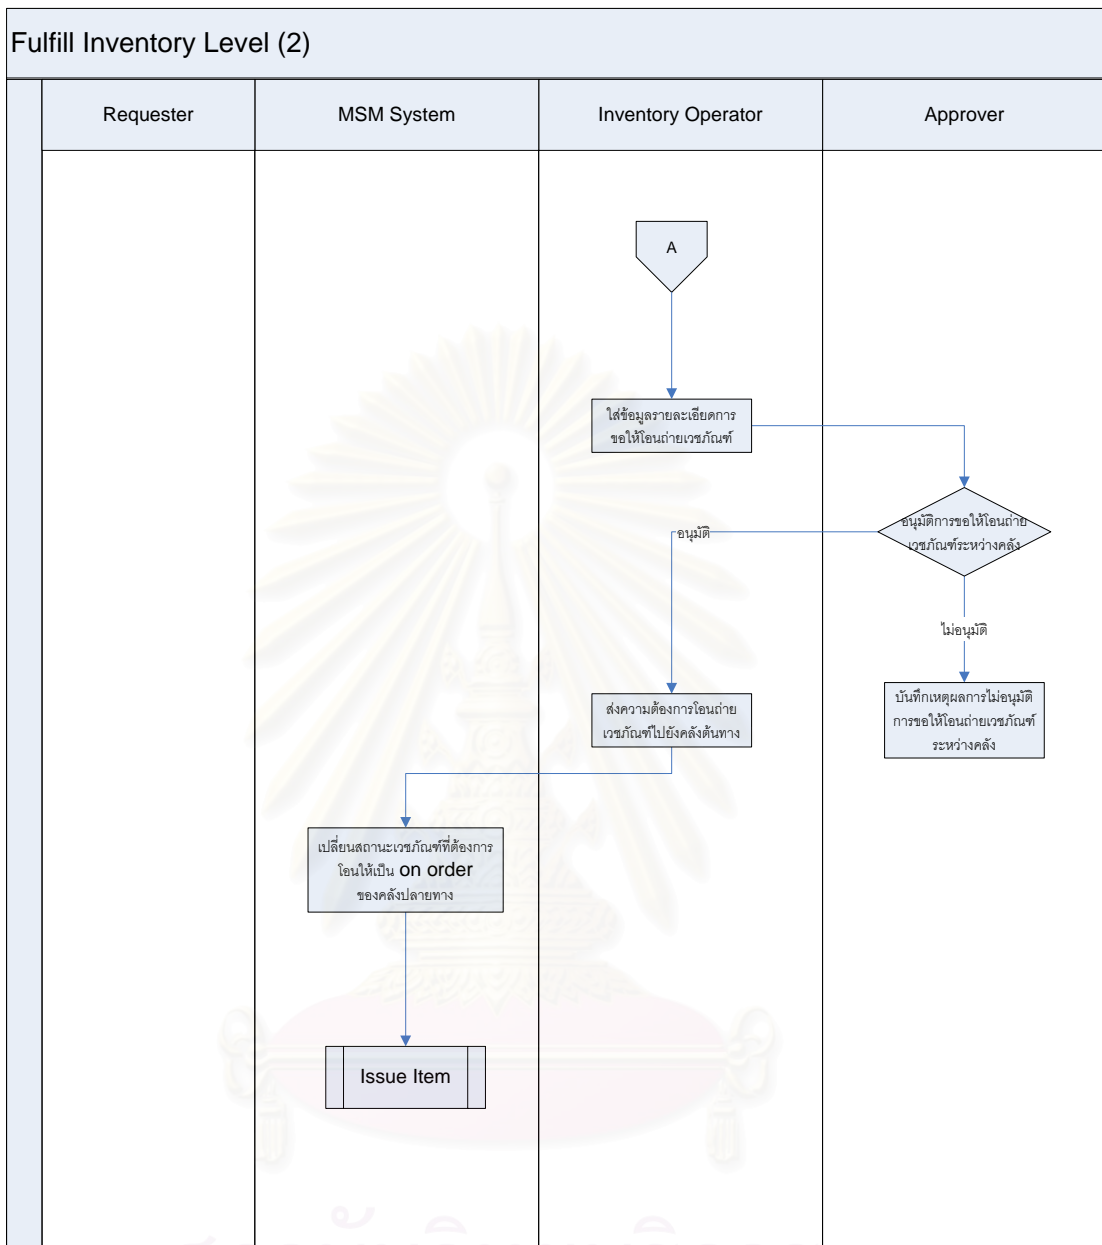 Fulfill Inventory Level (2)
Requester
MSM System
Inventory Operator
Approver
A
ใส่ข้อมูลรายละเอียดการ
ขอให้โอนถ่ายเวชภัณฑ์
อนุมัติการขอให้โอนถ่าย
เวชภัณฑ์ระหว่างคลัง
อนุมัติ
ไม่อนุมัติ
ส่งความต้องการโอนถ่าย
เวชภัณฑ์ไปยังคลังต้นทาง
บันทึกเหตุผลการไม่อนุมัติ
การขอให้โอนถ่ายเวชภัณฑ์
ระหว่างคลัง
เปลี่ยนสถานะเวชภัณฑ์ที่ต้องการ
โอนให้เป็น on order
ของคลังปลายทาง
Issue Item